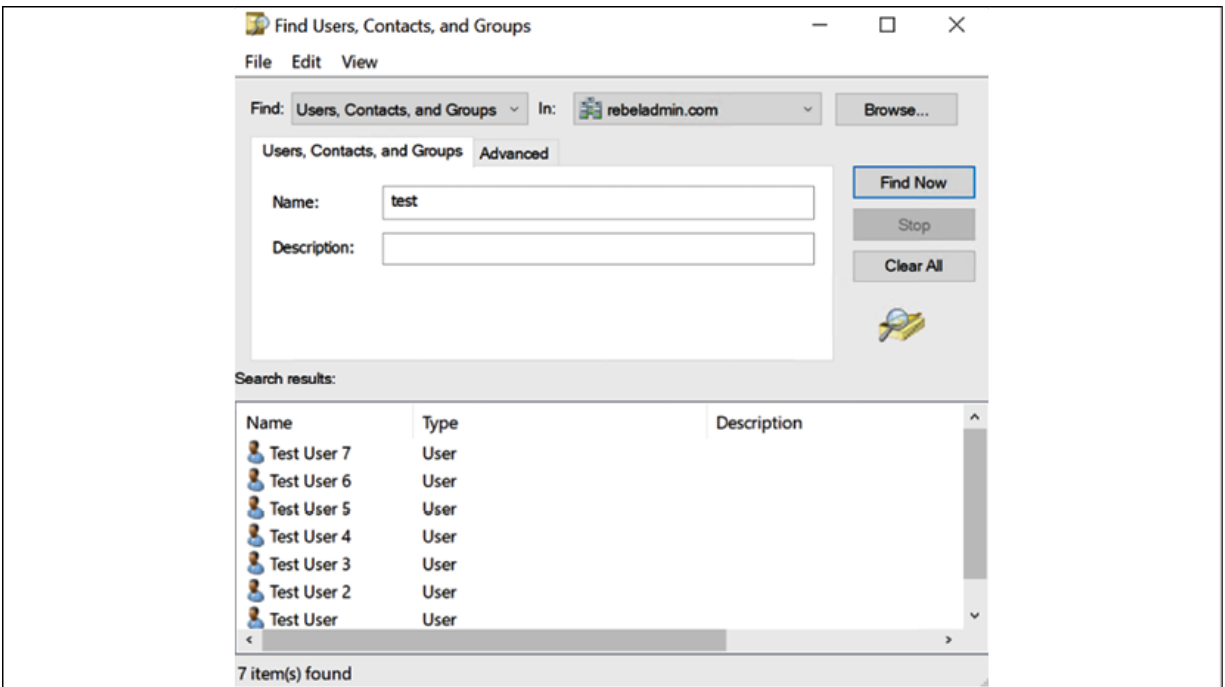 Find Users, Contacts, and Groups
File Edit View
Find: Users, Contacts, and Groups In: rebeladmin.com Browse...
Users, Contacts, and Groups Advanced
Find Now
Name: test
Stop
Description:
Clear All
Search results:
Name Type Description
Test User 7 User
Test User 6 User
Test User 5 User
Test User 4 User
Test User 3 User
Test User 2 User
Test User User
7 item(s) found